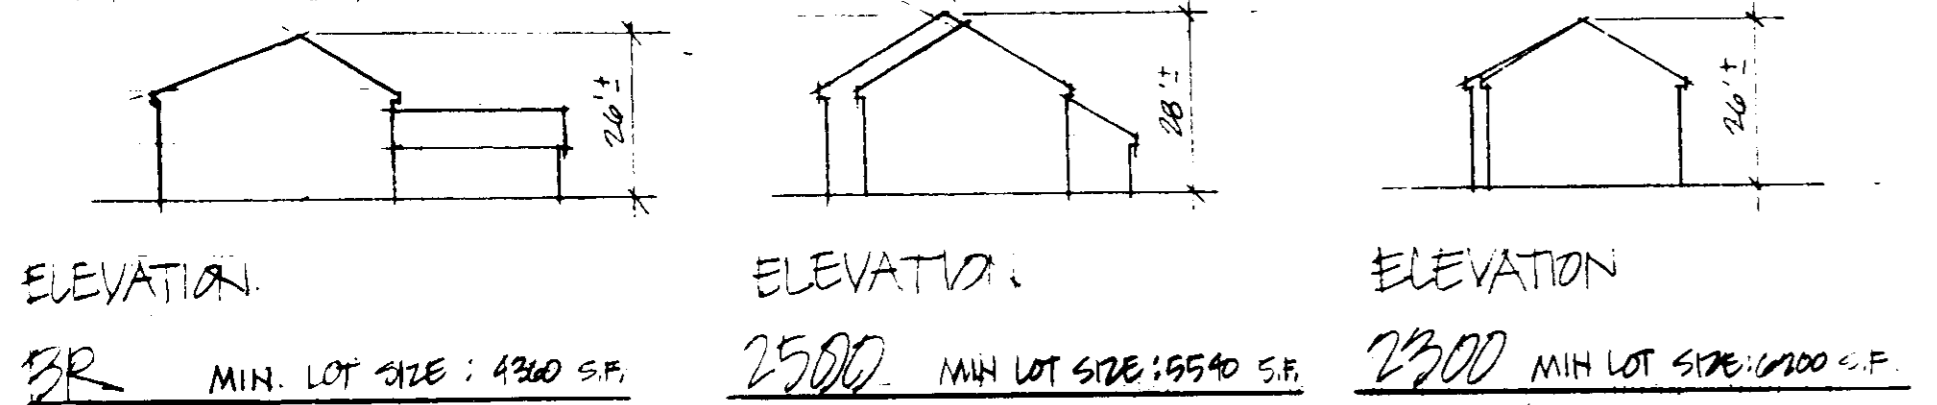 26'±
28'±
26'±
ELEVATION.
ELEVATION.
ELEVATION
3R MIN. LOT SIZE: 4360 S.F.
2500 MIN LOT SIZE: 5540 S.F.
2300 MIN LOT SIZE: 6200 S.F.